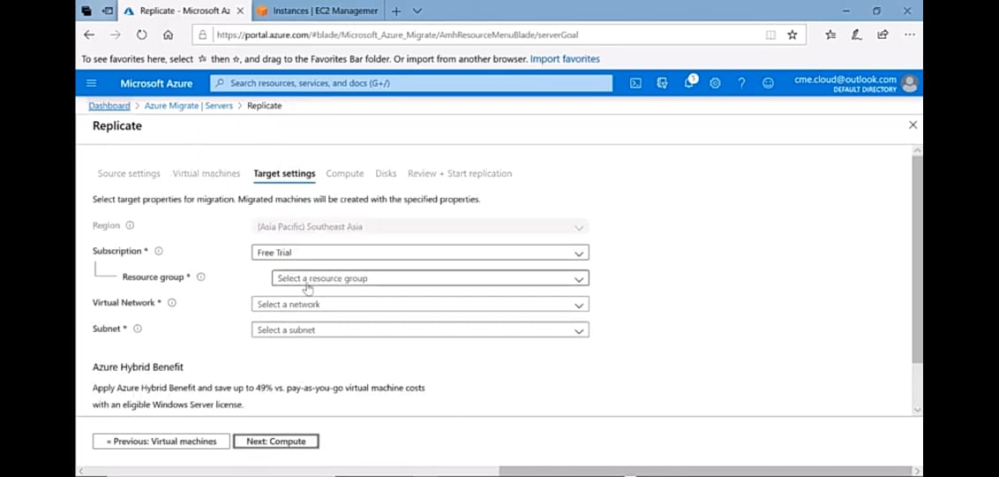 Replicate - Microsoft Az
Instances | EC2 Managemer
https://portal.azure.com/#blade/Microsoft_Azure_Migrate/AmhResourceMenuBlade/serverGoal
To see favorites here, select then ☆, and drag to the Favorites Bar folder. Or import from another browser. Import favorites
Microsoft Azure
Search resources, services, and docs (G+/)
5
cme.cloud@outlook.com
DEFAULT DIRECTORY
Dashboard > Azure Migrate | Servers > Replicate
Replicate
Source settings Virtual machines Target settings Compute Disks Review + Start replication
Select target properties for migration. Migrated machines will be created with the specified properties.
Region (Asia Pacific) Southeast Asia
Subscription * Free Trial
Resource group * Select a resource group
Virtual Network * Select a network
Subnet * Select a subnet
Azure Hybrid Benefit
Apply Azure Hybrid Benefit and save up to 49% vs. pay-as-you-go virtual machine costs
with an eligible Windows Server license.
« Previous: Virtual machines Next: Compute